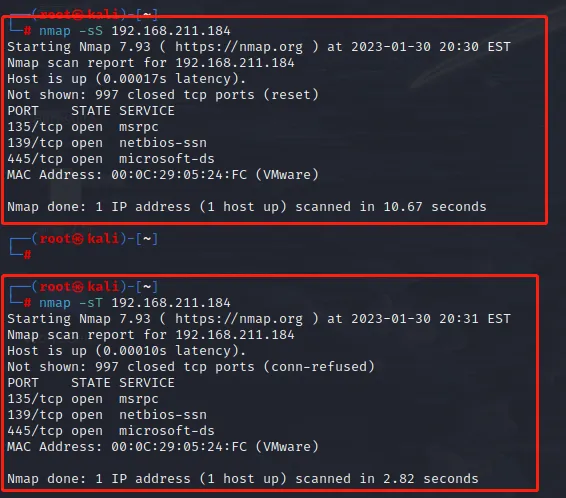 ┌──(root㉿kali)-[~]
└─# nmap -sS 192.168.211.184
Starting Nmap 7.93 ( https://nmap.org ) at 2023-01-30 20:30 EST
Nmap scan report for 192.168.211.184
Host is up (0.00017s latency).
Not shown: 997 closed tcp ports (reset)
PORT    STATE SERVICE
135/tcp open  msrpc
139/tcp open  netbios-ssn
445/tcp open  microsoft-ds
MAC Address: 00:0C:29:05:24:FC (VMware)
Nmap done: 1 IP address (1 host up) scanned in 10.67 seconds
┌──(root㉿kali)-[~]
└─#
┌──(root㉿kali)-[~]
└─# nmap -sT 192.168.211.184
Starting Nmap 7.93 ( https://nmap.org ) at 2023-01-30 20:31 EST
Nmap scan report for 192.168.211.184
Host is up (0.00010s latency).
Not shown: 997 closed tcp ports (conn-refused)
PORT    STATE SERVICE
135/tcp open  msrpc
139/tcp open  netbios-ssn
445/tcp open  microsoft-ds
MAC Address: 00:0C:29:05:24:FC (VMware)
Nmap done: 1 IP address (1 host up) scanned in 2.82 seconds